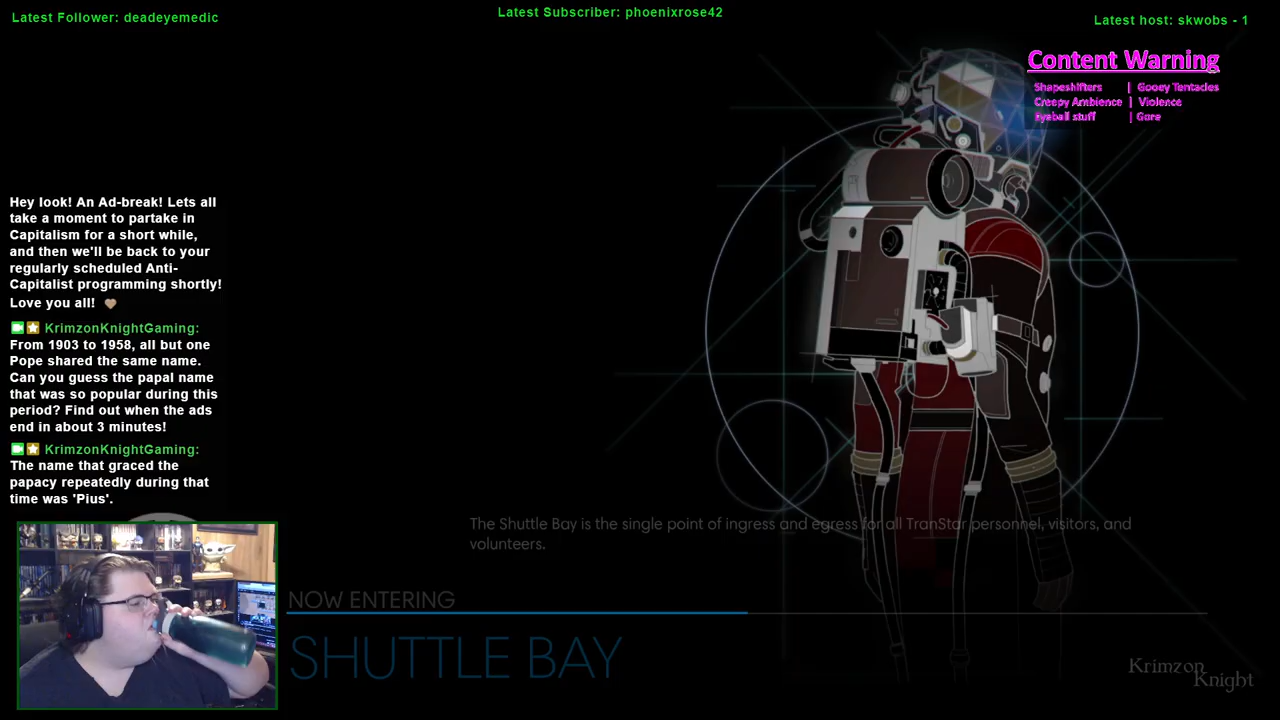 Latest Follower: deadeyemedic
Latest Subscriber: phoenixrose42
Latest host: skwobs - 1
Content Warning
Shapeshifters | Gooey Tentacles
Creepy Ambience | Violence
Eyeball stuff | Gore
Hey look! An Ad-break! Lets all
take a moment to partake in
Capitalism for a short while,
and then we'll be back to your
regularly scheduled Anti-
Capitalist programming shortly!
Love you all!
KrimzonKnightGaming:
From 1903 to 1958, all but one
Pope shared the same name.
Can you guess the papal name
that was so popular during this
period? Find out when the ads
end in about 3 minutes!
KrimzonKnightGaming:
The name that graced the
papacy repeatedly during that
time was 'Pius'.
The Shuttle Bay is the single point of ingress and egress for all TranStar personnel, visitors, and
volunteers.
NOW ENTERING
SHUTTLE BAY
Krimzon
Knight